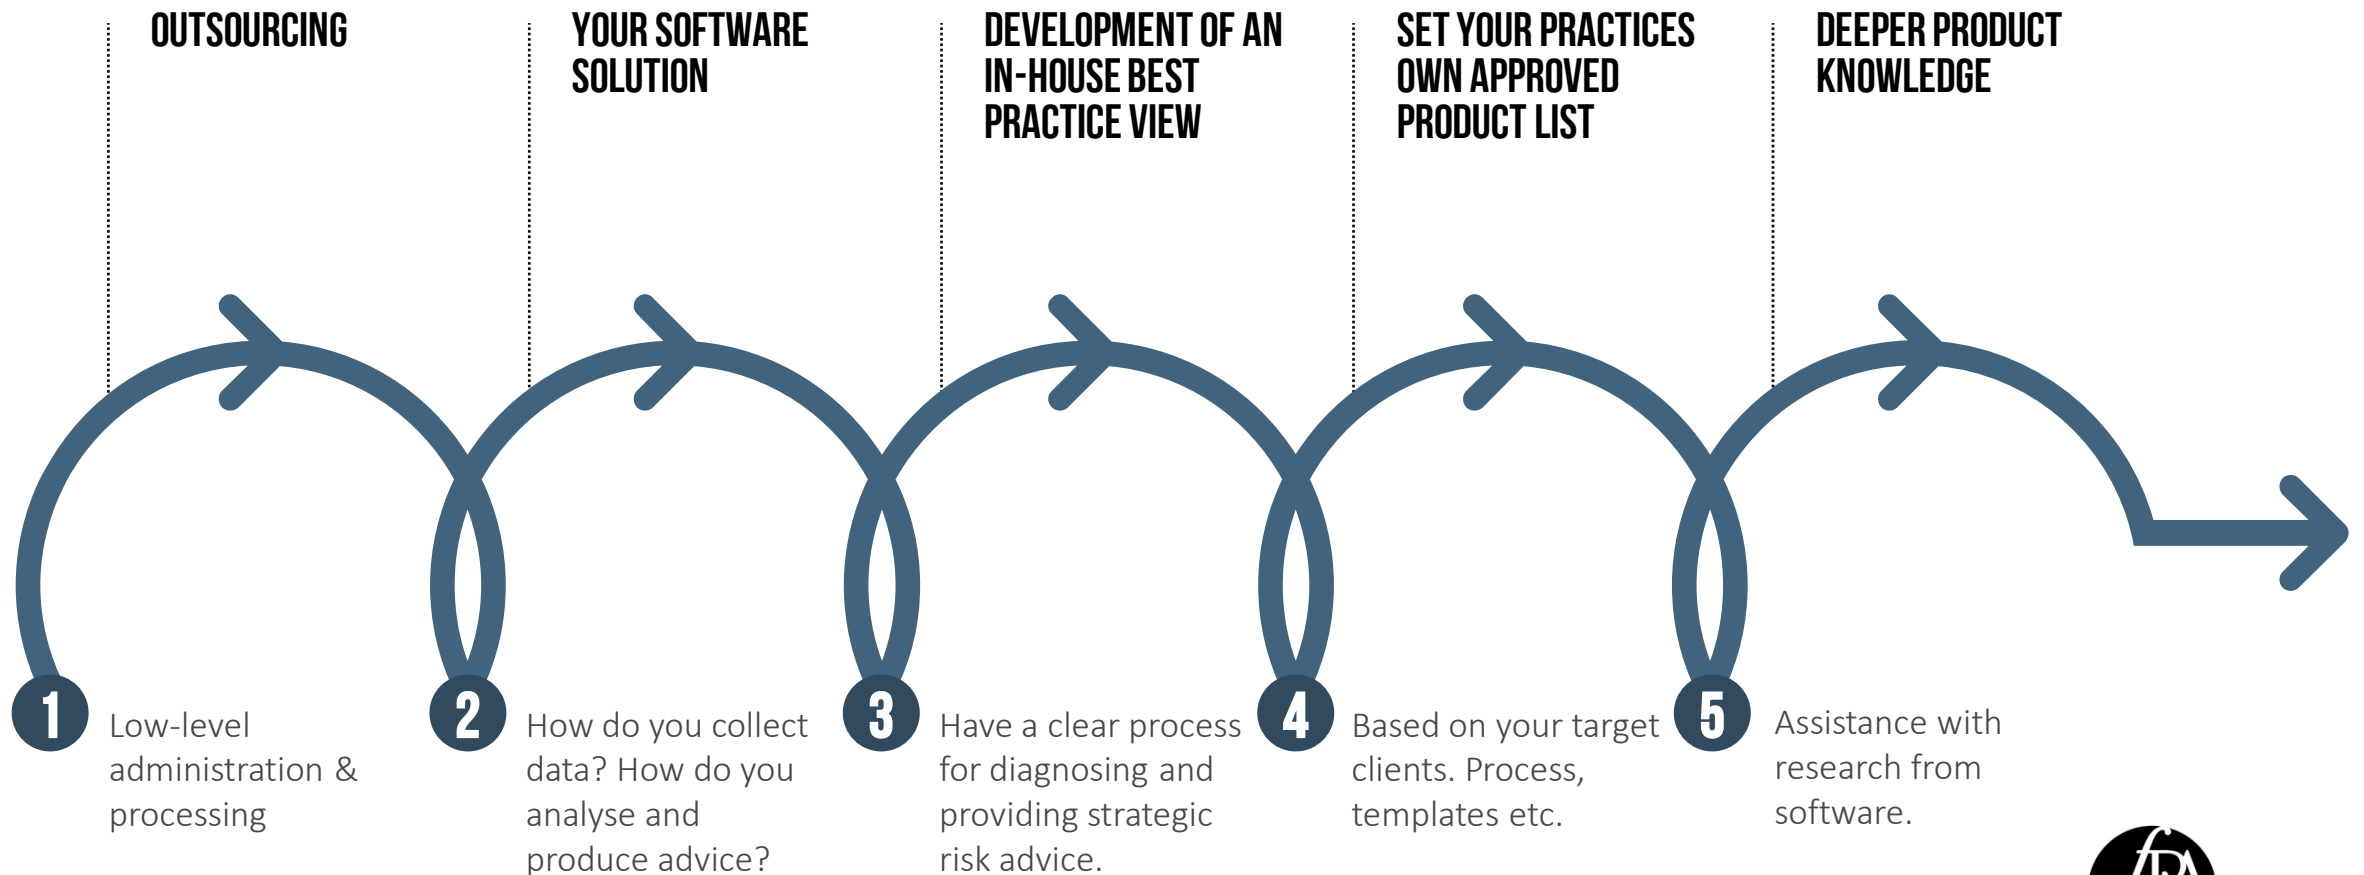 OUTSOURCING
YOUR SOFTWARE
SOLUTION
DEVELOPMENT OF AN
IN-HOUSE BEST
PRACTICE VIEW
SET YOUR PRACTICES
OWN APPROVED
PRODUCT LIST
DEEPER PRODUCT
KNOWLEDGE
1
Low-level
administration &
processing
2
How do you collect
data? How do you
analyse and
produce advice?
3
Have a clear process
for diagnosing and
providing strategic
risk advice.
4
Based on your target
clients. Process,
templates etc.
5
Assistance with
research from
software.